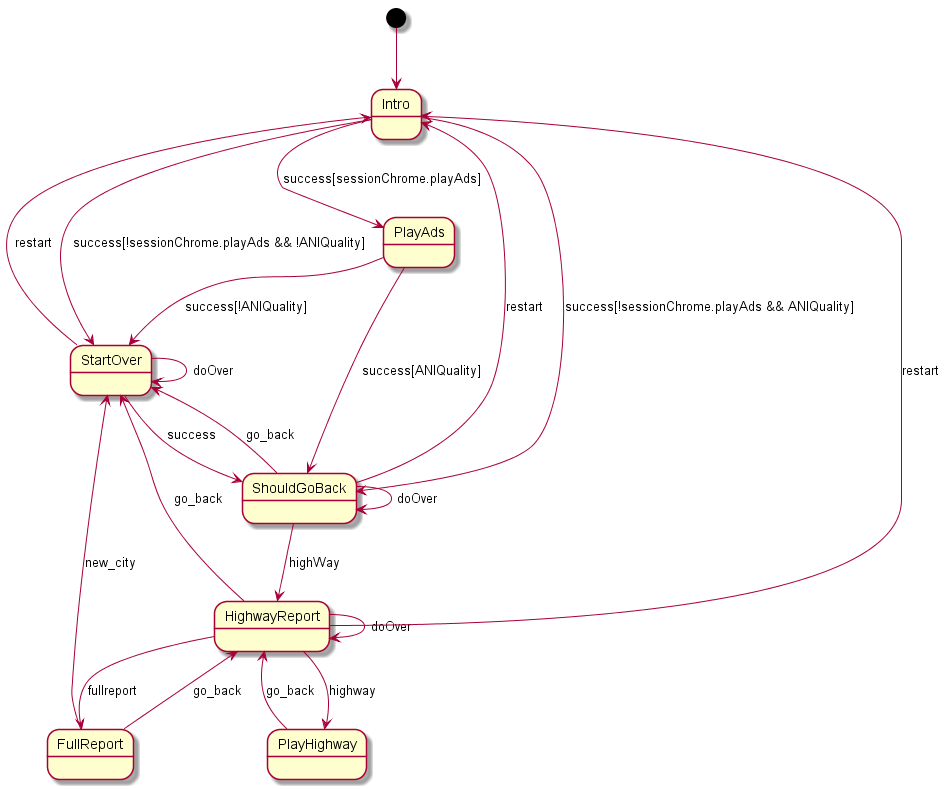 Intro
success[sessionChrome.playAds]
PlayAds
restart
success[!sessionChrome.playAds && !ANIQuality]
success[!ANIQuality]
restart
success[!sessionChrome.playAds && ANIQuality]
StartOver
doOver
success[ANIQuality]
restart
success
go_back
ShouldGoBack
doOver
go_back
new_city
highWay
HighwayReport
doOver
fullreport
go_back
go_back
highway
FullReport
PlayHighway